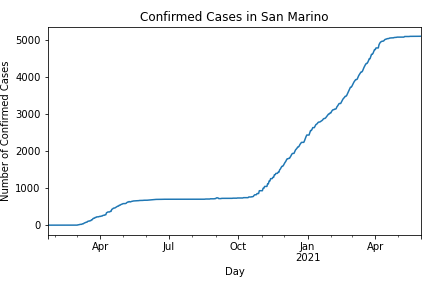 Confirmed Cases in San Marino
Number of Confirmed Cases
5000
4000
3000
2000
1000
0
Apr
Jul
Oct
Jan
2021
Apr
Day